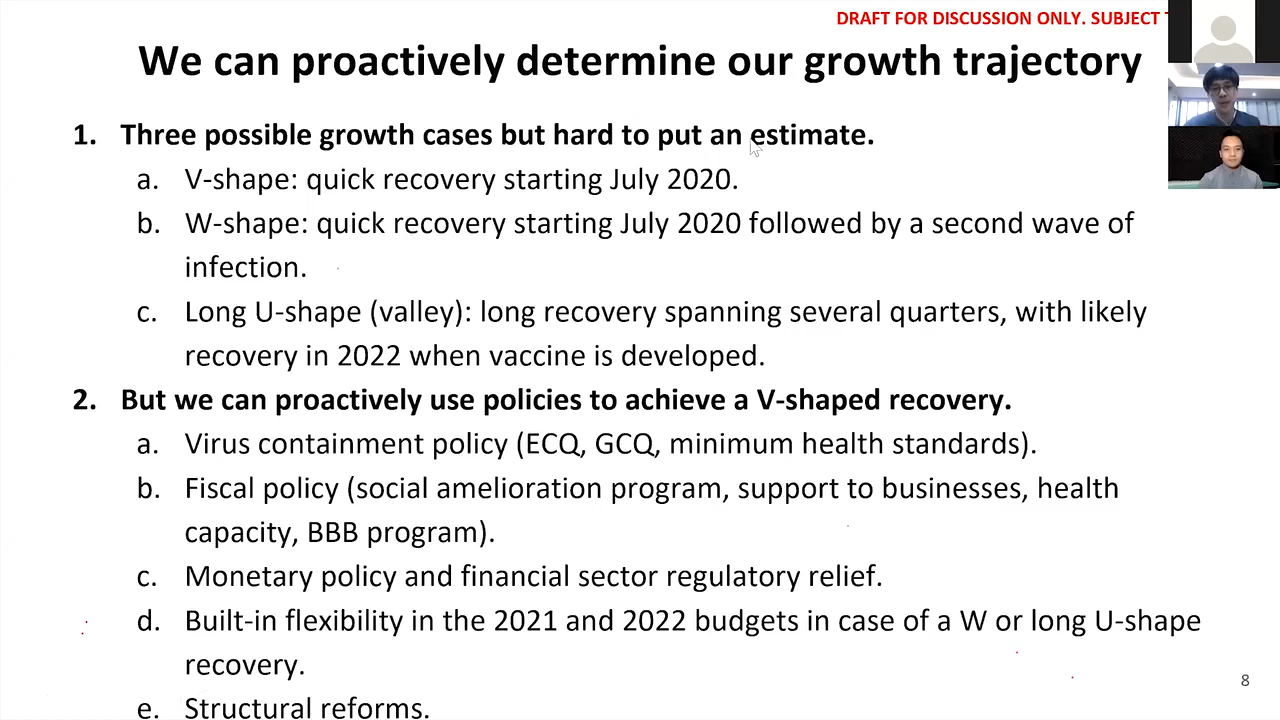 DRAFT FOR DISCUSSION ONLY. SUBJECT
We can proactively determine our growth trajectory
1. Three possible growth cases but hard to put an estimate.
a. V-shape: quick recovery starting July 2020.
b. W-shape: quick recovery starting July 2020 followed by a second wave of
infection.
c. Long U-shape (valley): long recovery spanning several quarters, with likely
recovery in 2022 when vaccine is developed.
2. But we can proactively use policies to achieve a V-shaped recovery.
a. Virus containment policy (ECQ, GCQ, minimum health standards).
b. Fiscal policy (social amelioration program, support to businesses, health
capacity, BBB program).
c. Monetary policy and financial sector regulatory relief.
d. Built-in flexibility in the 2021 and 2022 budgets in case of a W or long U-shape
recovery.
e. Structural reforms.
8